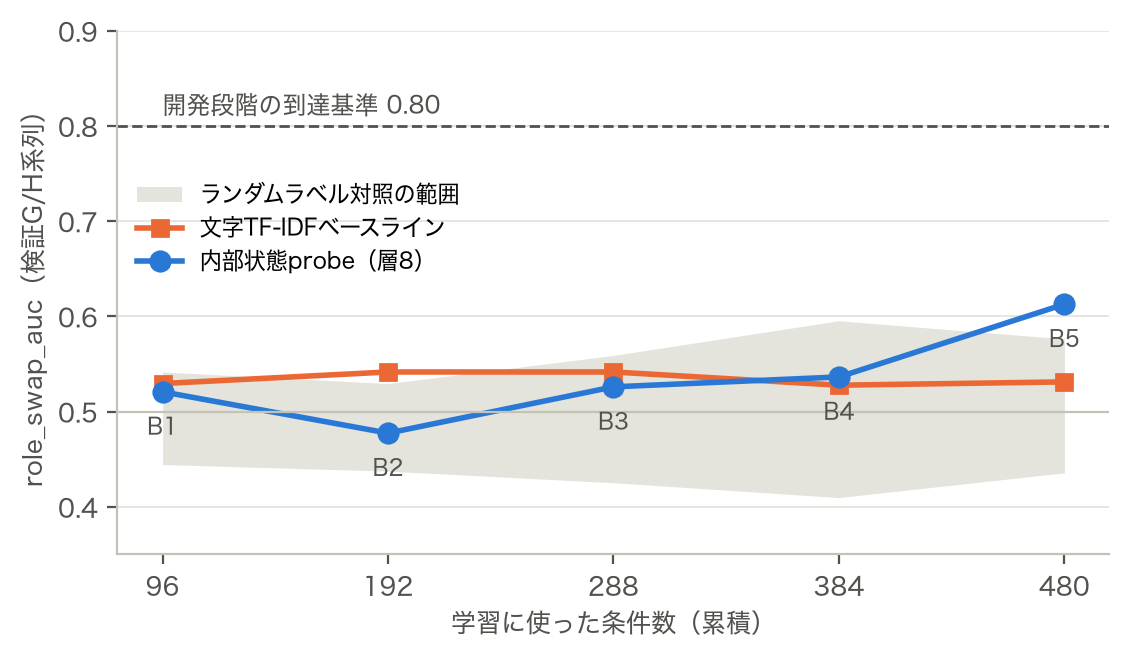 0.9
0.8
0.7
0.6
0.5
0.4
role_swap_auc（検証G/H系列）
開発段階の到達基準 0.80
ランダムラベル対照の範囲
文字TF-IDFベースライン
内部状態probe（層8）
B1
B2
B3
B4
B5
96
192
288
384
480
学習に使った条件数（累積）